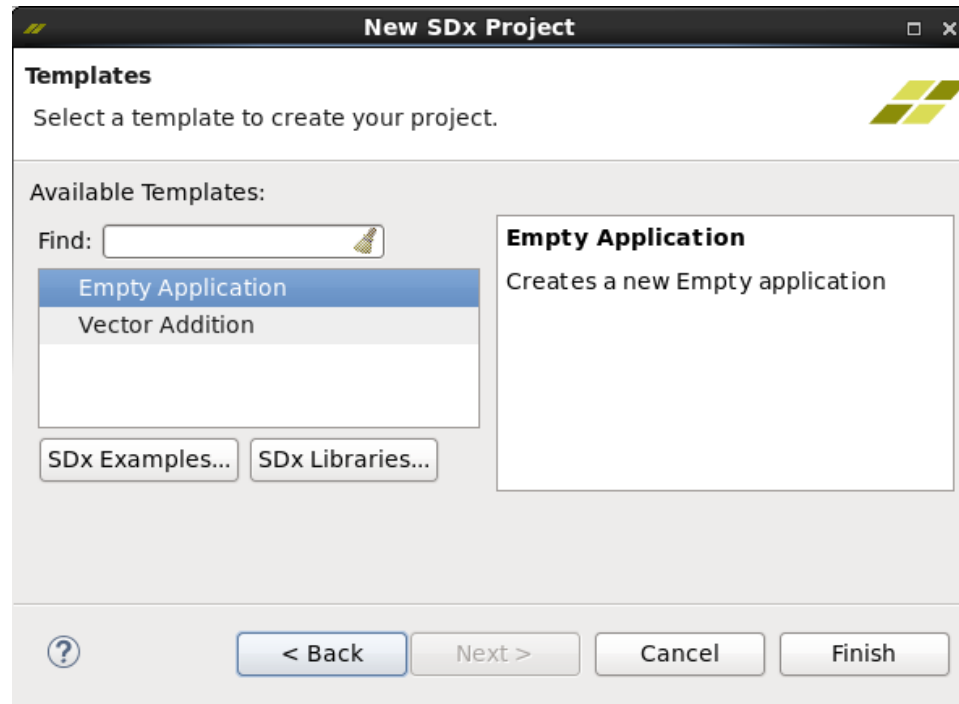 New SDx Project
Templates
Select a template to create your project.
Available Templates:
Find:
Empty Application
Vector Addition
SDx Examples...
SDx Libraries...
Empty Application
Creates a new Empty application
?
< Back
Next >
Cancel
Finish